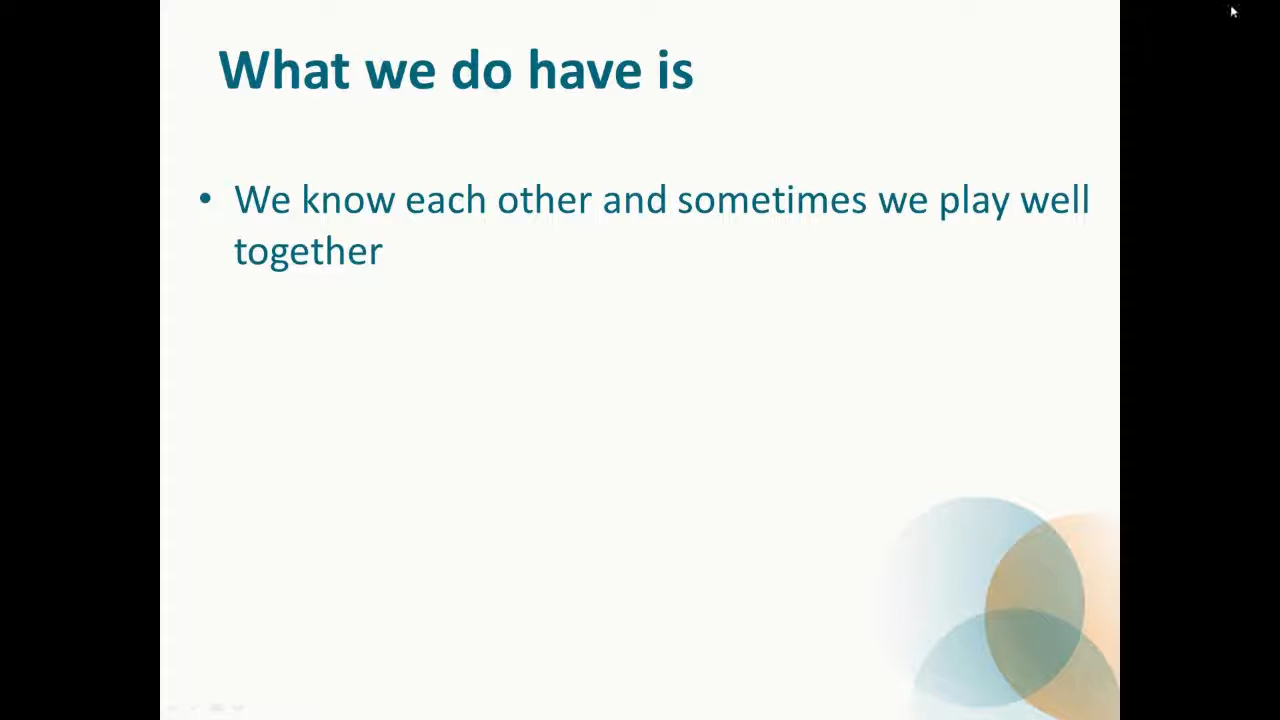 What we do have is
• We know each other and sometimes we play well
together